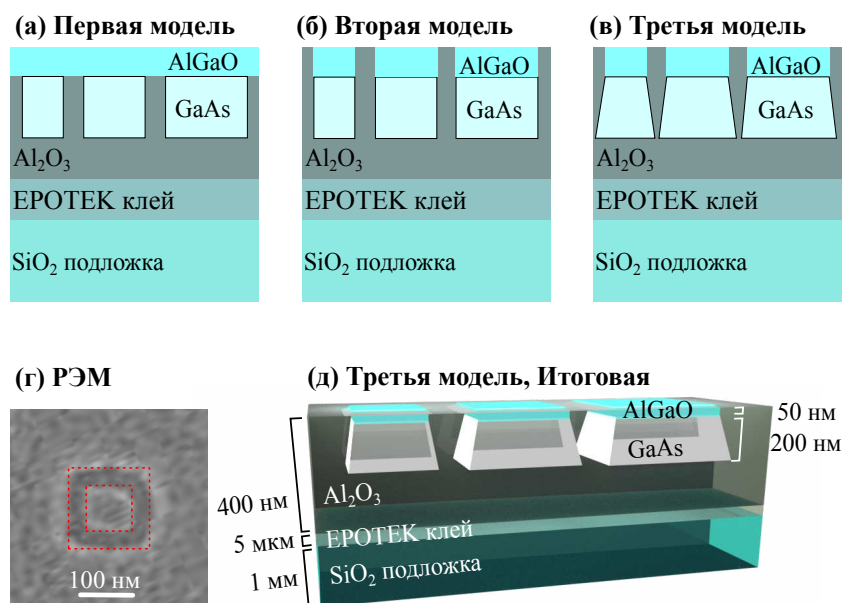 (а) Первая модель
AlGaO
GaAs
Al₂O₃
EPOTEK клей
SiO₂ подложка
(б) Вторая модель
AlGaO
GaAs
Al₂O₃
EPOTEK клей
SiO₂ подложка
(в) Третья модель
AlGaO
GaAs
Al₂O₃
EPOTEK клей
SiO₂ подложка
(г) РЭМ
100 нм
(д) Третья модель, Итоговая
AlGaO
50 нм
GaAs
200 нм
400 нм
Al₂O₃
5 мкм
EPOTEK клей
1 мм
SiO₂ подложка